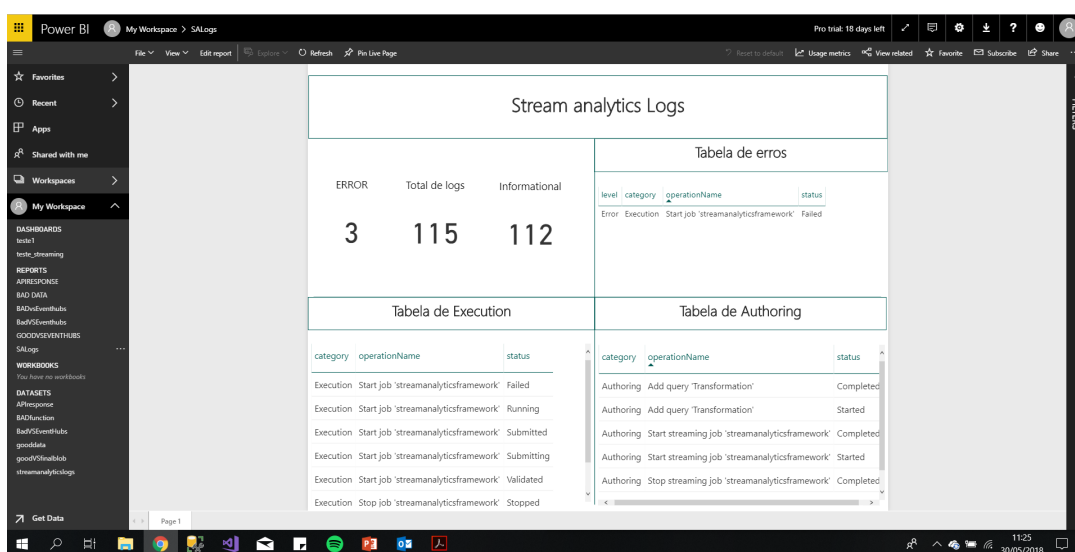 Power BI
My Workspace > SALogs
Pro trial: 18 days left
File View Edit report Explore Refresh Pin Live Page
Reset to default Usage metrics View related Favorite Subscribe Share
Favorites
Recent
Apps
Shared with me
Workspaces
My Workspace
DASHBOARDS
teste1
teste_streaming
REPORTS
APIRESPONSE
BAD DATA
BADvsEventhubs
BadVSEventhubs
GOODVSEVENTHUBS
SALogs
WORKBOOKS
You have no workbooks
DATASETS
APIresponse
BADfunction
BadVSEventHubs
gooddata
goodVSfinalblob
streamanalyticslogs
Get Data
Stream analytics Logs
ERROR Total de logs Informational
3 115 112
Tabela de erros
level category operationName status
Error Execution Start job 'streamanalyticsframework' Failed
Tabela de Execution
category operationName status
Execution Start job 'streamanalyticsframework' Failed
Execution Start job 'streamanalyticsframework' Running
Execution Start job 'streamanalyticsframework' Submitted
Execution Start job 'streamanalyticsframework' Submitting
Execution Start job 'streamanalyticsframework' Validated
Execution Stop job 'streamanalyticsframework' Stopped
Tabela de Authoring
category operationName status
Authoring Add query 'Transformation' Completed
Authoring Add query 'Transformation' Started
Authoring Start streaming job 'streamanalyticsframework' Completed
Authoring Start streaming job 'streamanalyticsframework' Started
Authoring Stop streaming job 'streamanalyticsframework' Completed
Page 1
11:25
30/05/2018